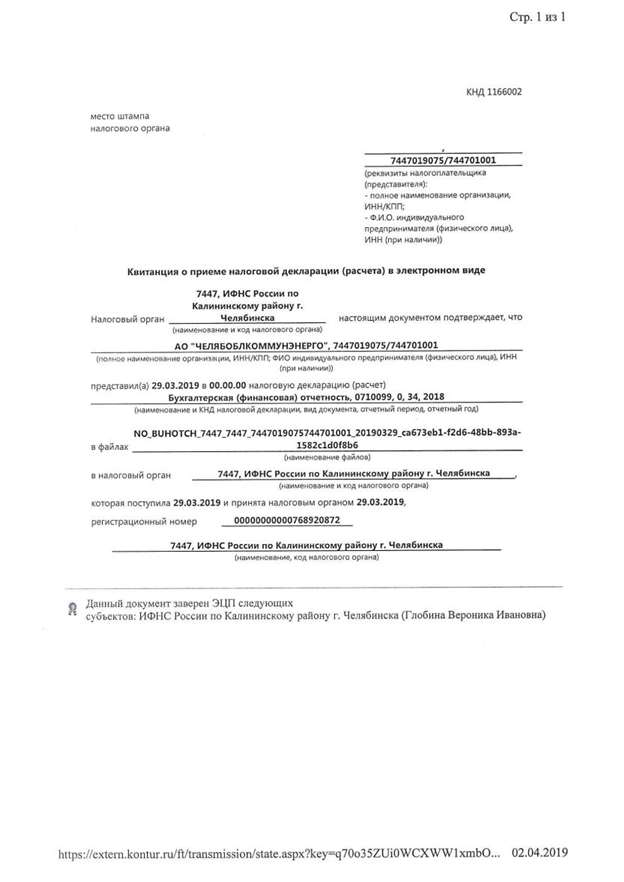 Стр. 1 из 1
КНД 1166002
место штампа
налогового органа
,
7447019075/744701001
(реквизиты налогоплательщика
(представителя):
- полное наименование организации,
ИНН/КПП;
- Ф.И.О. индивидуального
предпринимателя (физического лица),
ИНН (при наличии))
Квитанция о приеме налоговой декларации (расчета) в электронном виде
7447, ИФНС России по
Калининскому району г.
Налоговый орган Челябинска настоящим документом подтверждает, что
(наименование и код налогового органа)
АО "ЧЕЛЯБОБЛКОММУНЭНЕРГО", 7447019075/744701001
(полное наименование организации, ИНН/КПП; ФИО индивидуального предпринимателя (физического лица), ИНН
(при наличии))
представил(а) 29.03.2019 в 00.00.00 налоговую декларацию (расчет)
Бухгалтерская (финансовая) отчетность, 0710099, 0, 34, 2018
(наименование и КНД налоговой декларации, вид документа, отчетный период, отчетный год)
NO_BUHOTCH_7447_7447_7447019075744701001_20190329_ca673eb1-f2d6-48bb-893a-
в файлах 1582c1d0f8b6
(наименование файлов)
в налоговый орган 7447, ИФНС России по Калининскому району г. Челябинска ,
(наименование и код налогового органа)
которая поступила 29.03.2019 и принята налоговым органом 29.03.2019,
регистрационный номер 00000000000768920872
7447, ИФНС России по Калининскому району г. Челябинска
(наименование, код налогового органа)
Данный документ заверен ЭЦП следующих
субъектов: ИФНС России по Калининскому району г. Челябинска (Глобина Вероника Ивановна)
https://extern.kontur.ru/ft/transmission/state.aspx?key=q70o35ZUi0WCXWW1xmbO... 02.04.2019